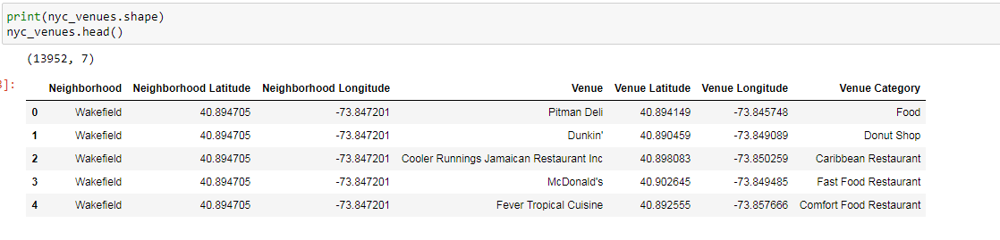 print(nyc_venues.shape)
nyc_venues.head()
(13952, 7)
]:
Neighborhood Neighborhood Latitude Neighborhood Longitude Venue Venue Latitude Venue Longitude Venue Category
0 Wakefield 40.894705 -73.847201 Pitman Deli 40.894149 -73.845748 Food
1 Wakefield 40.894705 -73.847201 Dunkin' 40.890459 -73.849089 Donut Shop
2 Wakefield 40.894705 -73.847201 Cooler Runnings Jamaican Restaurant Inc 40.898083 -73.850259 Caribbean Restaurant
3 Wakefield 40.894705 -73.847201 McDonald's 40.902645 -73.849485 Fast Food Restaurant
4 Wakefield 40.894705 -73.847201 Fever Tropical Cuisine 40.892555 -73.857666 Comfort Food Restaurant